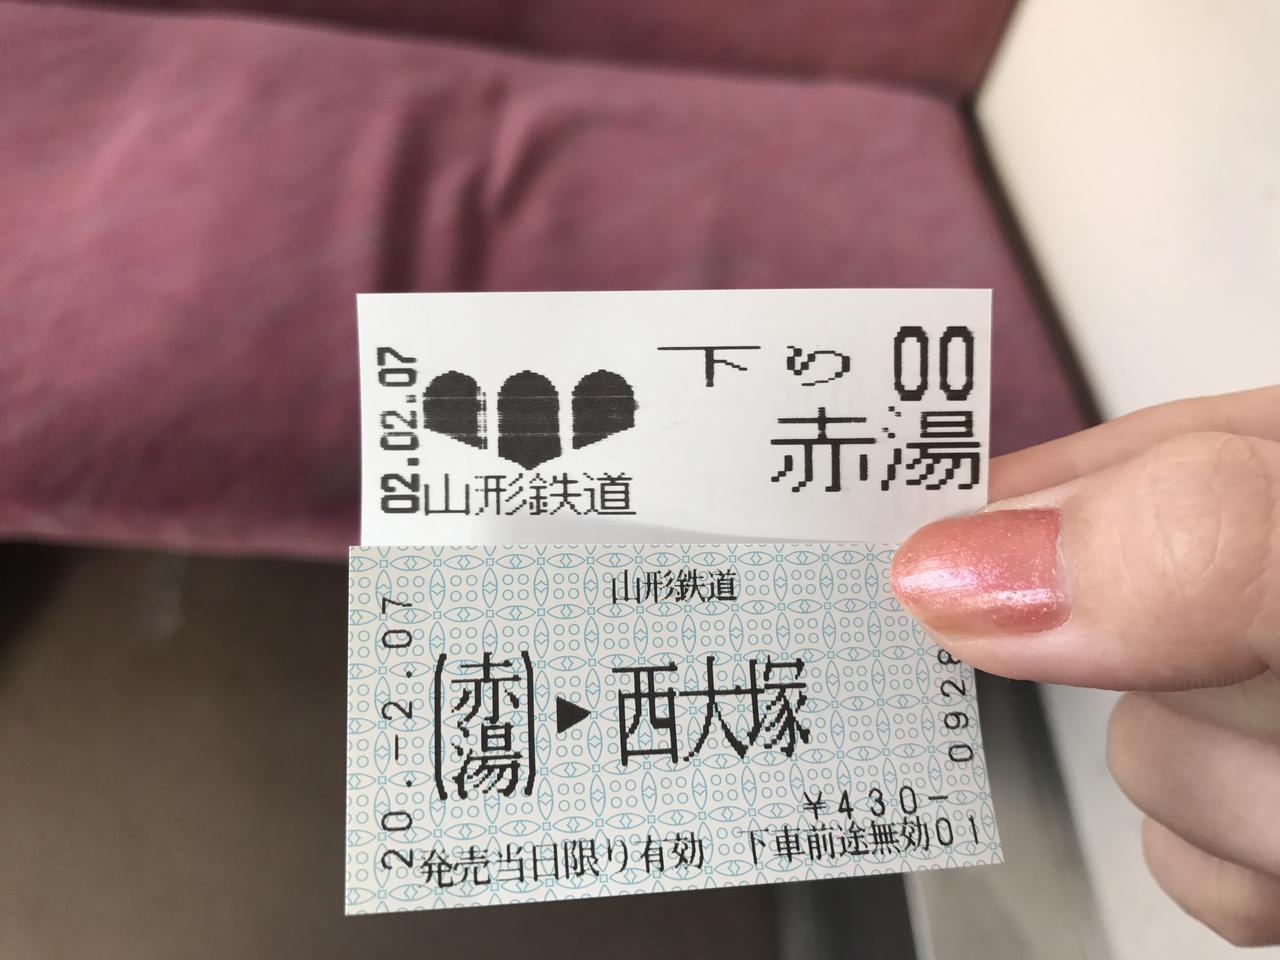 下り 00
赤湯
02.02.07
山形鉄道
山形鉄道
20.-2.07
(赤湯)▶西大塚
0928
¥430-
発売当日限り有効 下車前途無効01